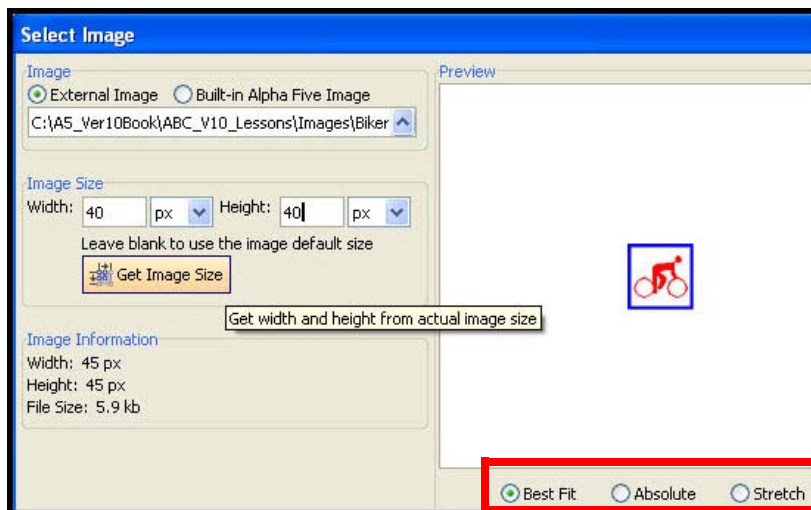 Select Image
Image
External Image Built-in Alpha Five Image
C:\A5_Ver10Book\ABC_V10_Lessons\Images\Biker
Image Size
Width: 40 px Height: 40 px
Leave blank to use the image default size
Get Image Size
Get width and height from actual image size
Image Information
Width: 45 px
Height: 45 px
File Size: 5.9 kb
Preview
Best Fit Absolute Stretch